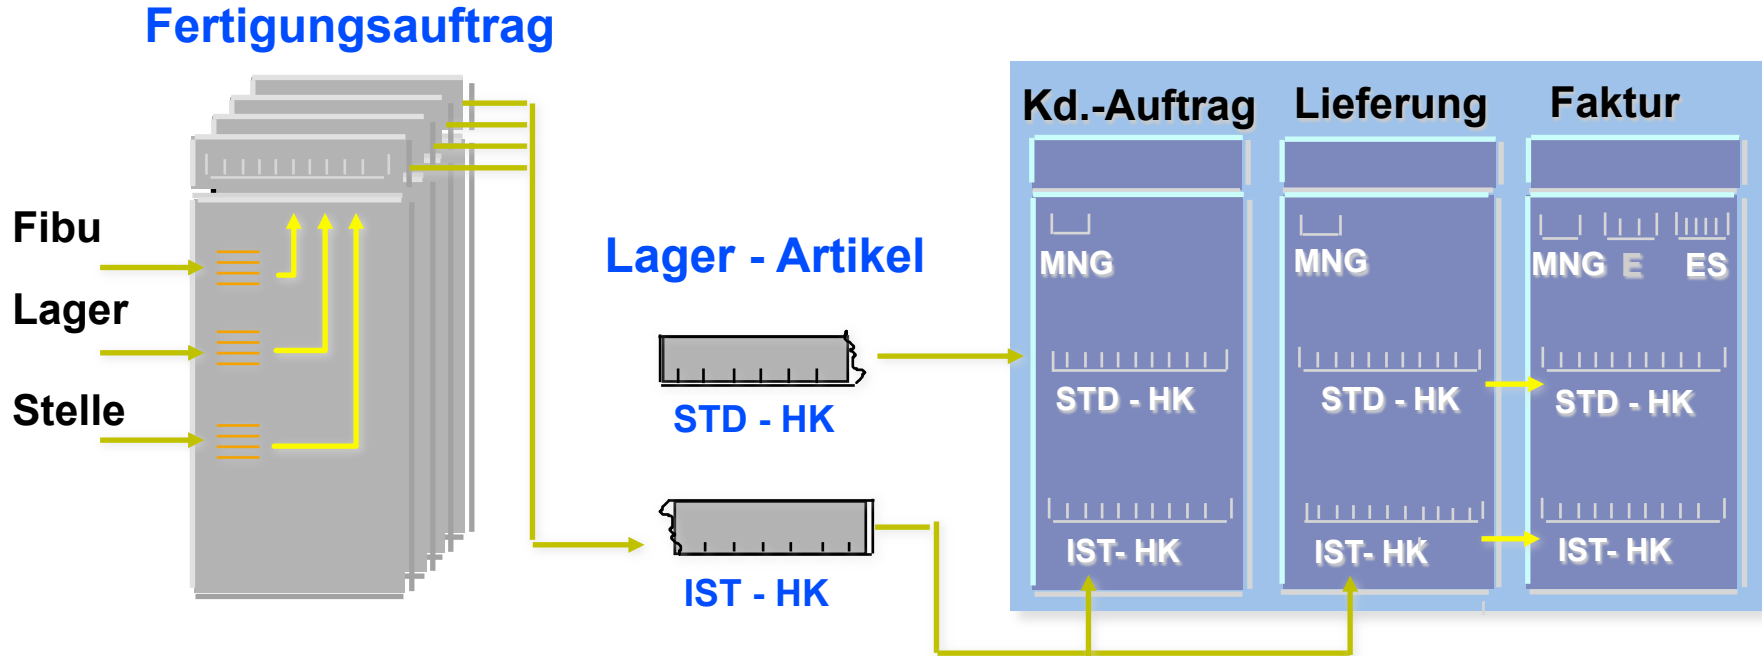 Fertigungsauftrag
Fibu
Lager
Stelle
Lager - Artikel
STD - HK
IST - HK
Kd.-Auftrag
Lieferung
Faktur
MNG
MNG
MNG E ES
STD - HK
STD - HK
STD - HK
IST- HK
IST- HK
IST- HK